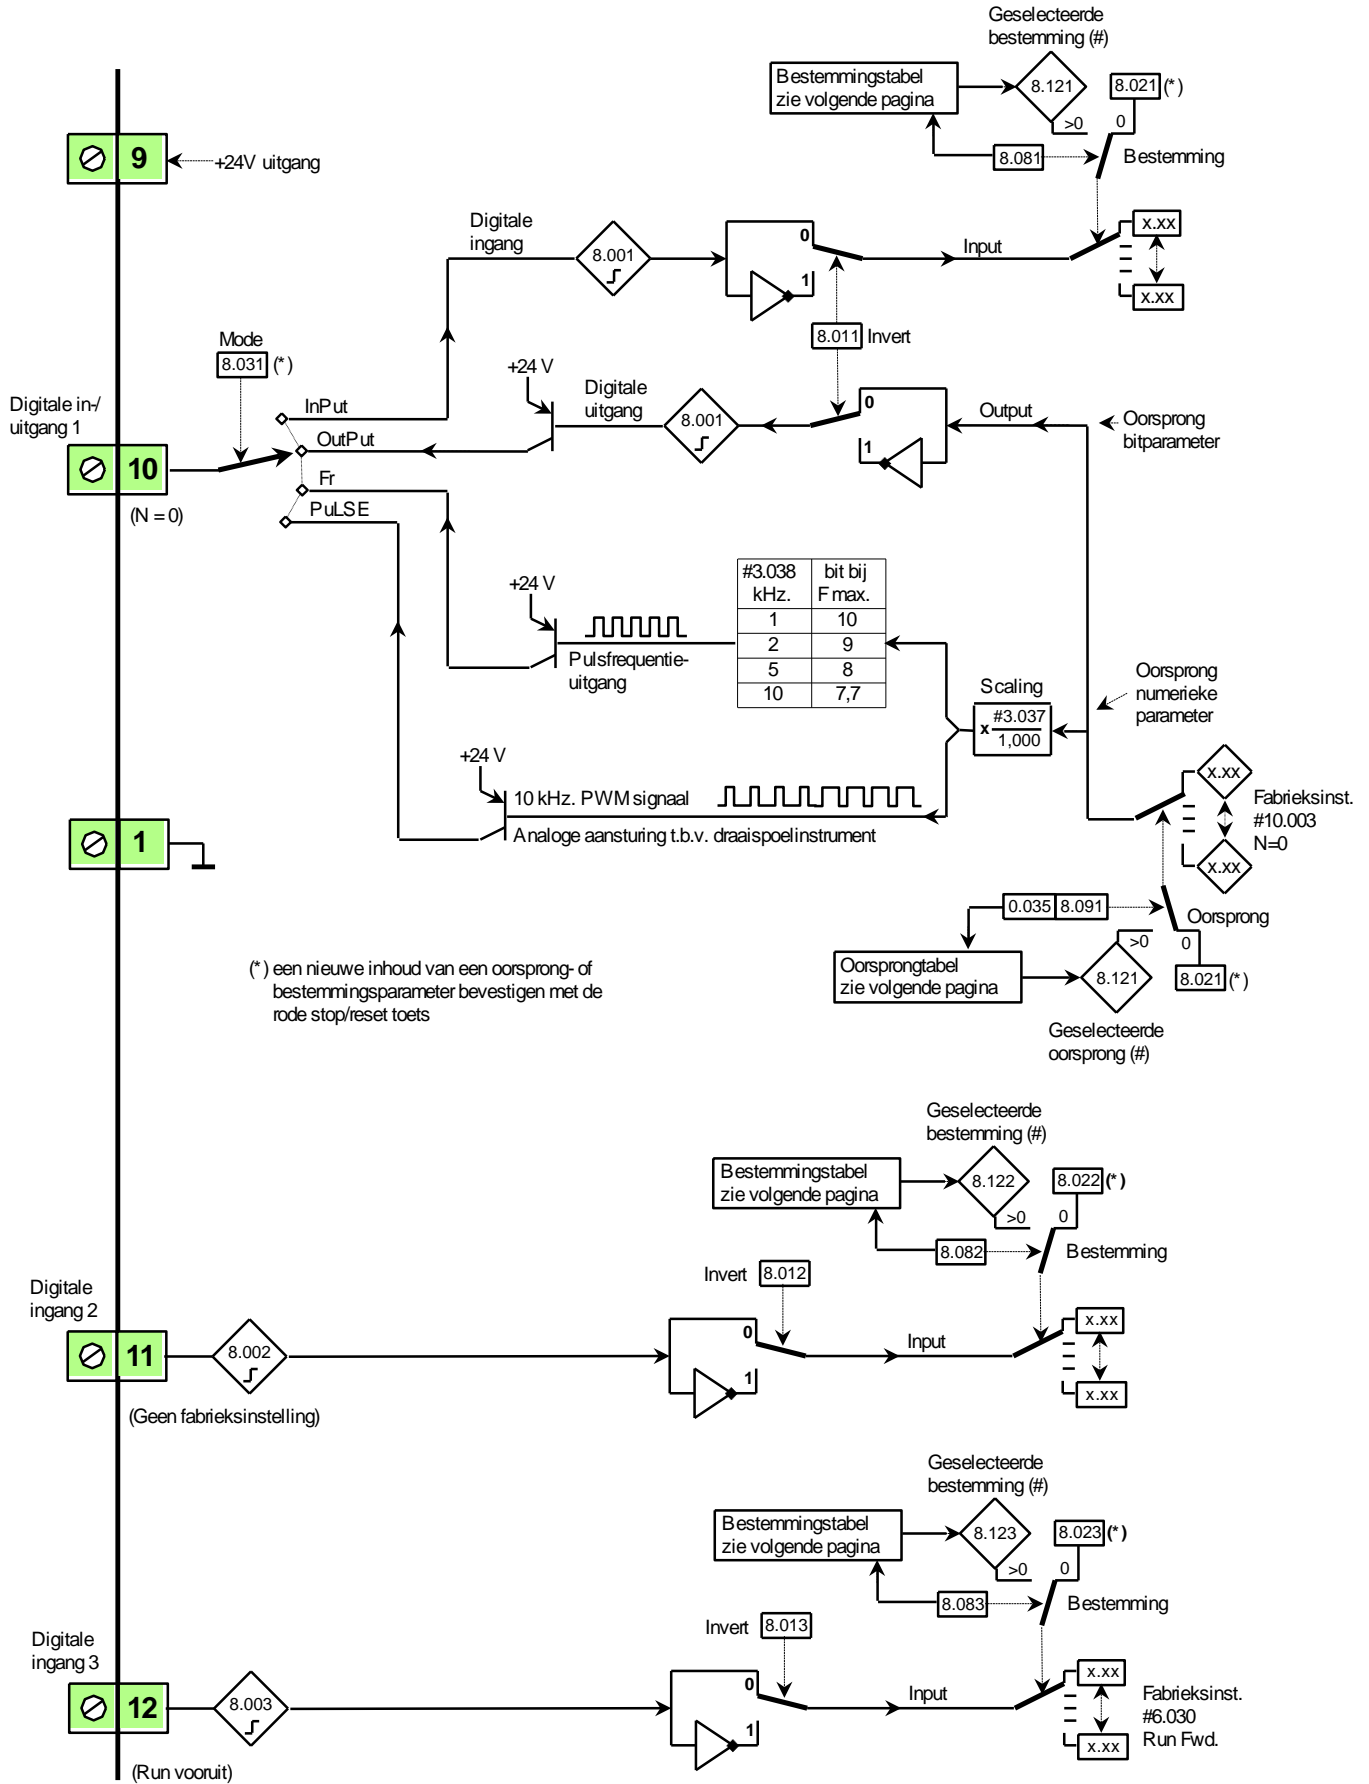 Geselecteerde
bestemming (#)
Bestemmingstabel
zie volgende pagina
8.121
8.021 (*)
>0
0
8.081
Bestemming
9
+24V uitgang
Digitale
ingang
8.001
0
1
Input
x.xx
x.xx
8.011 Invert
Mode
8.031 (*)
+24 V
Digitale
uitgang
8.001
0
1
Output
Oorsprong
bitparameter
Digitale in-/
uitgang 1
10
(N = 0)
InPut
OutPut
Fr
PuLSE
+24 V
Pulsfrequentie-
uitgang
#3.038 bit bij
kHz. Fmax.
1 10
2 9
5 8
10 7,7
Oorsprong
numerieke
parameter
Scaling
x #3.037
1,000
+24 V
10 kHz. PWM signaal
Analoge aansturing t.b.v. draaispoelinstrument
x.xx
x.xx
Fabrieksinst.
#10.003
N=0
1
0.035 8.091
Oorsprong
>0
0
Oorsprongtabel
zie volgende pagina
8.121
8.021 (*)
Geselecteerde
oorsprong (#)
(*) een nieuwe inhoud van een oorsprong- of
bestemmingsparameter bevestigen met de
rode stop/reset toets
Geselecteerde
bestemming (#)
Bestemmingstabel
zie volgende pagina
8.122
8.022 (*)
>0
0
8.082
Bestemming
Invert 8.012
Digitale
ingang 2
11
8.002
0
1
Input
x.xx
x.xx
(Geen fabrieksinstelling)
Geselecteerde
bestemming (#)
Bestemmingstabel
zie volgende pagina
8.123
8.023 (*)
>0
0
8.083
Bestemming
Invert 8.013
Digitale
ingang 3
12
8.003
0
1
Input
x.xx
x.xx
Fabrieksinst.
#6.030
Run Fwd.
(Run vooruit)